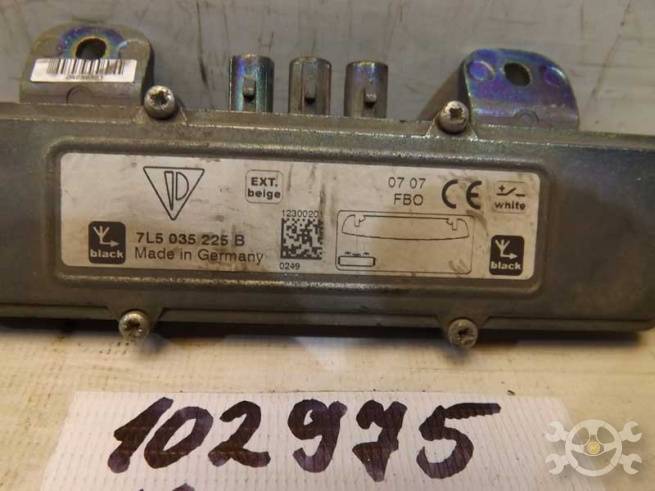 EXT.
beige
07 07
FBO
CE
+/-
white
1230020
7L5 035 225 B
Made in Germany
0249
black
black
102975